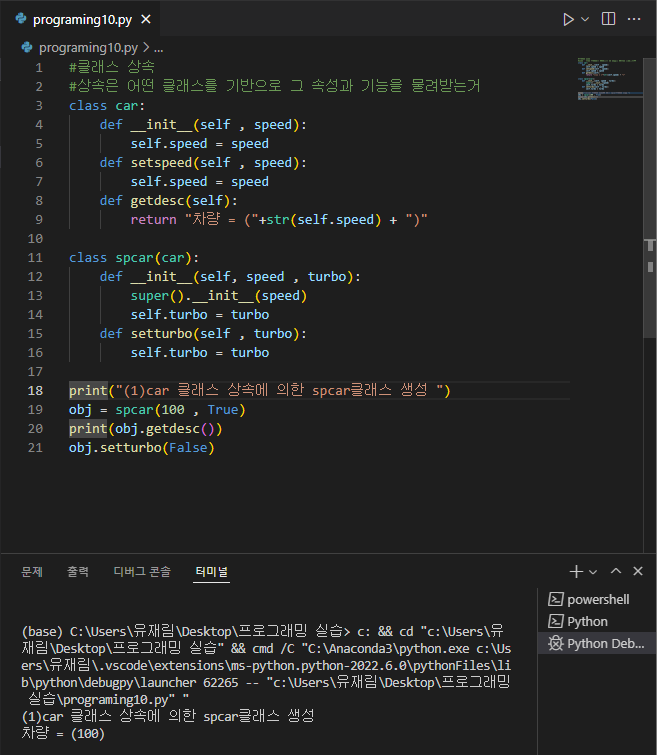 programing10.py
programing10.py > ...
1 #클래스 상속
2 #상속은 어떤 클래스를 기반으로 그 속성과 기능을 물려받는거
3 class car:
4     def __init__(self , speed):
5         self.speed = speed
6     def setspeed(self , speed):
7         self.speed = speed
8     def getdesc(self):
9         return "차량 = ("+str(self.speed) + ")"
10
11 class spcar(car):
12     def __init__(self, speed , turbo):
13         super().__init__(speed)
14         self.turbo = turbo
15     def setturbo(self , turbo):
16         self.turbo = turbo
17
18 print("(1)car 클래스 상속에 의한 spcar클래스 생성 ")
19 obj = spcar(100 , True)
20 print(obj.getdesc())
21 obj.setturbo(False)
문제 출력 디버그 콘솔 터미널
powershell
Python
Python Deb...
(base) C:\Users\유재림\Desktop\프로그래밍 실습> c: && cd "c:\Users\유
재림\Desktop\프로그래밍 실습" && cmd /C "C:\Anaconda3\python.exe c:\Us
ers\유재림\.vscode\extensions\ms-python.python-2022.6.0\pythonFiles\li
b\python\debugpy\launcher 62265 -- "c:\Users\유재림\Desktop\프로그래밍
 실습\programing10.py" "
(1)car 클래스 상속에 의한 spcar클래스 생성
차량 = (100)